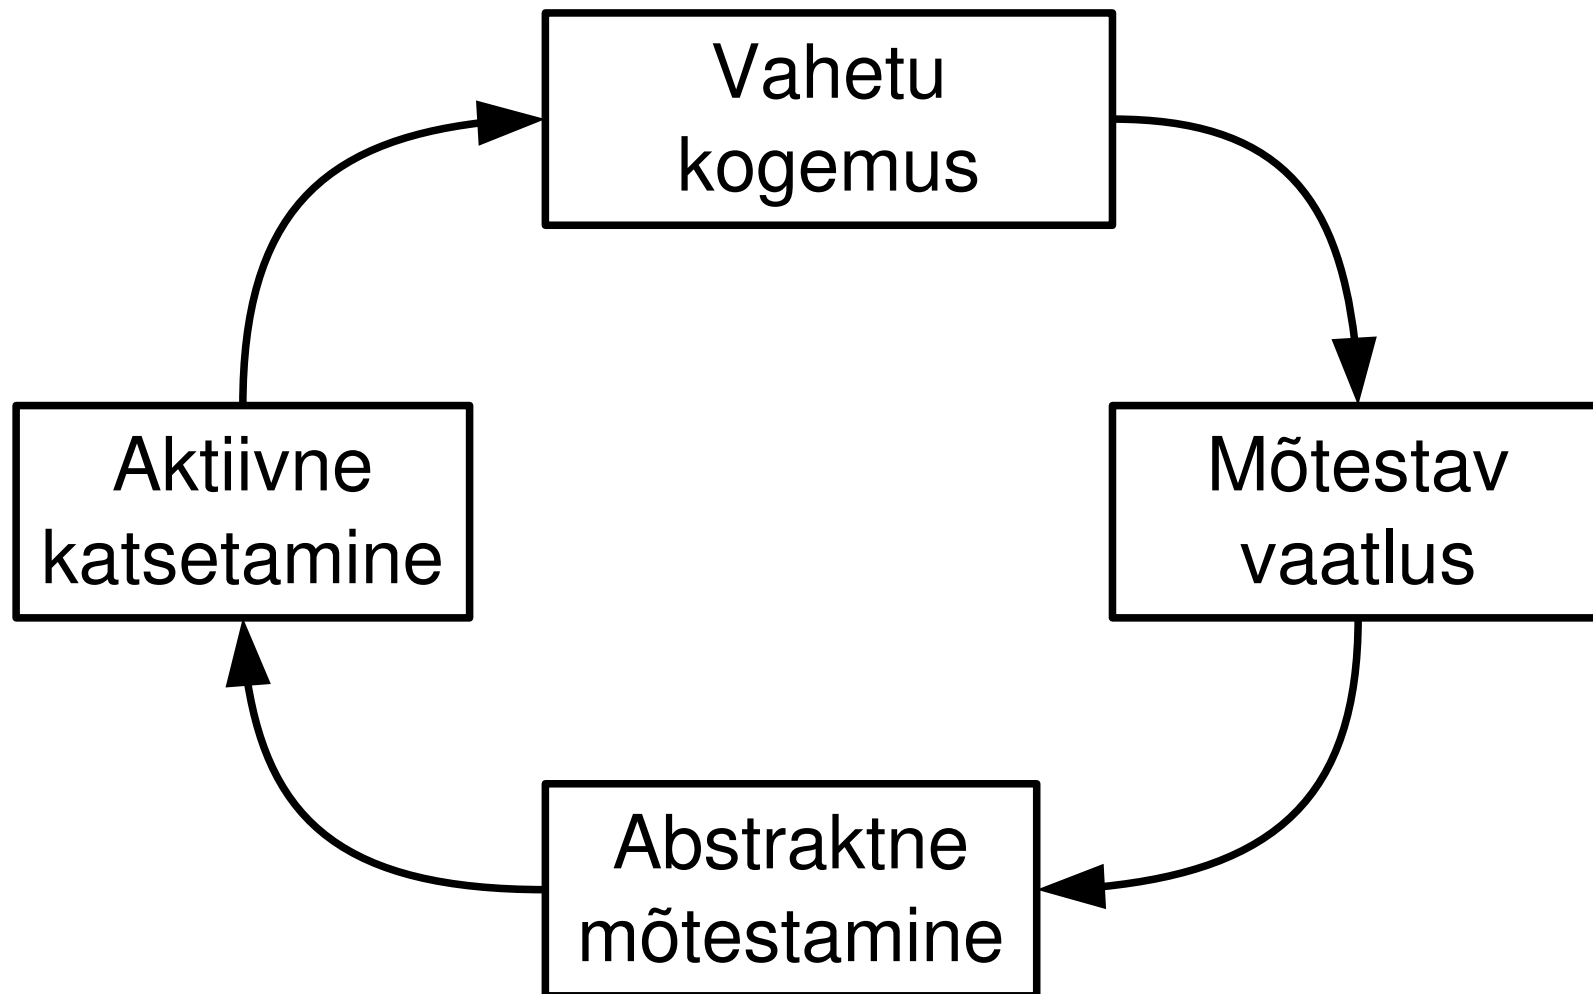 Vahetu
kogemus
Aktiivne
katsetamine
Mõtestav
vaatlus
Abstraktne
mõtestamine